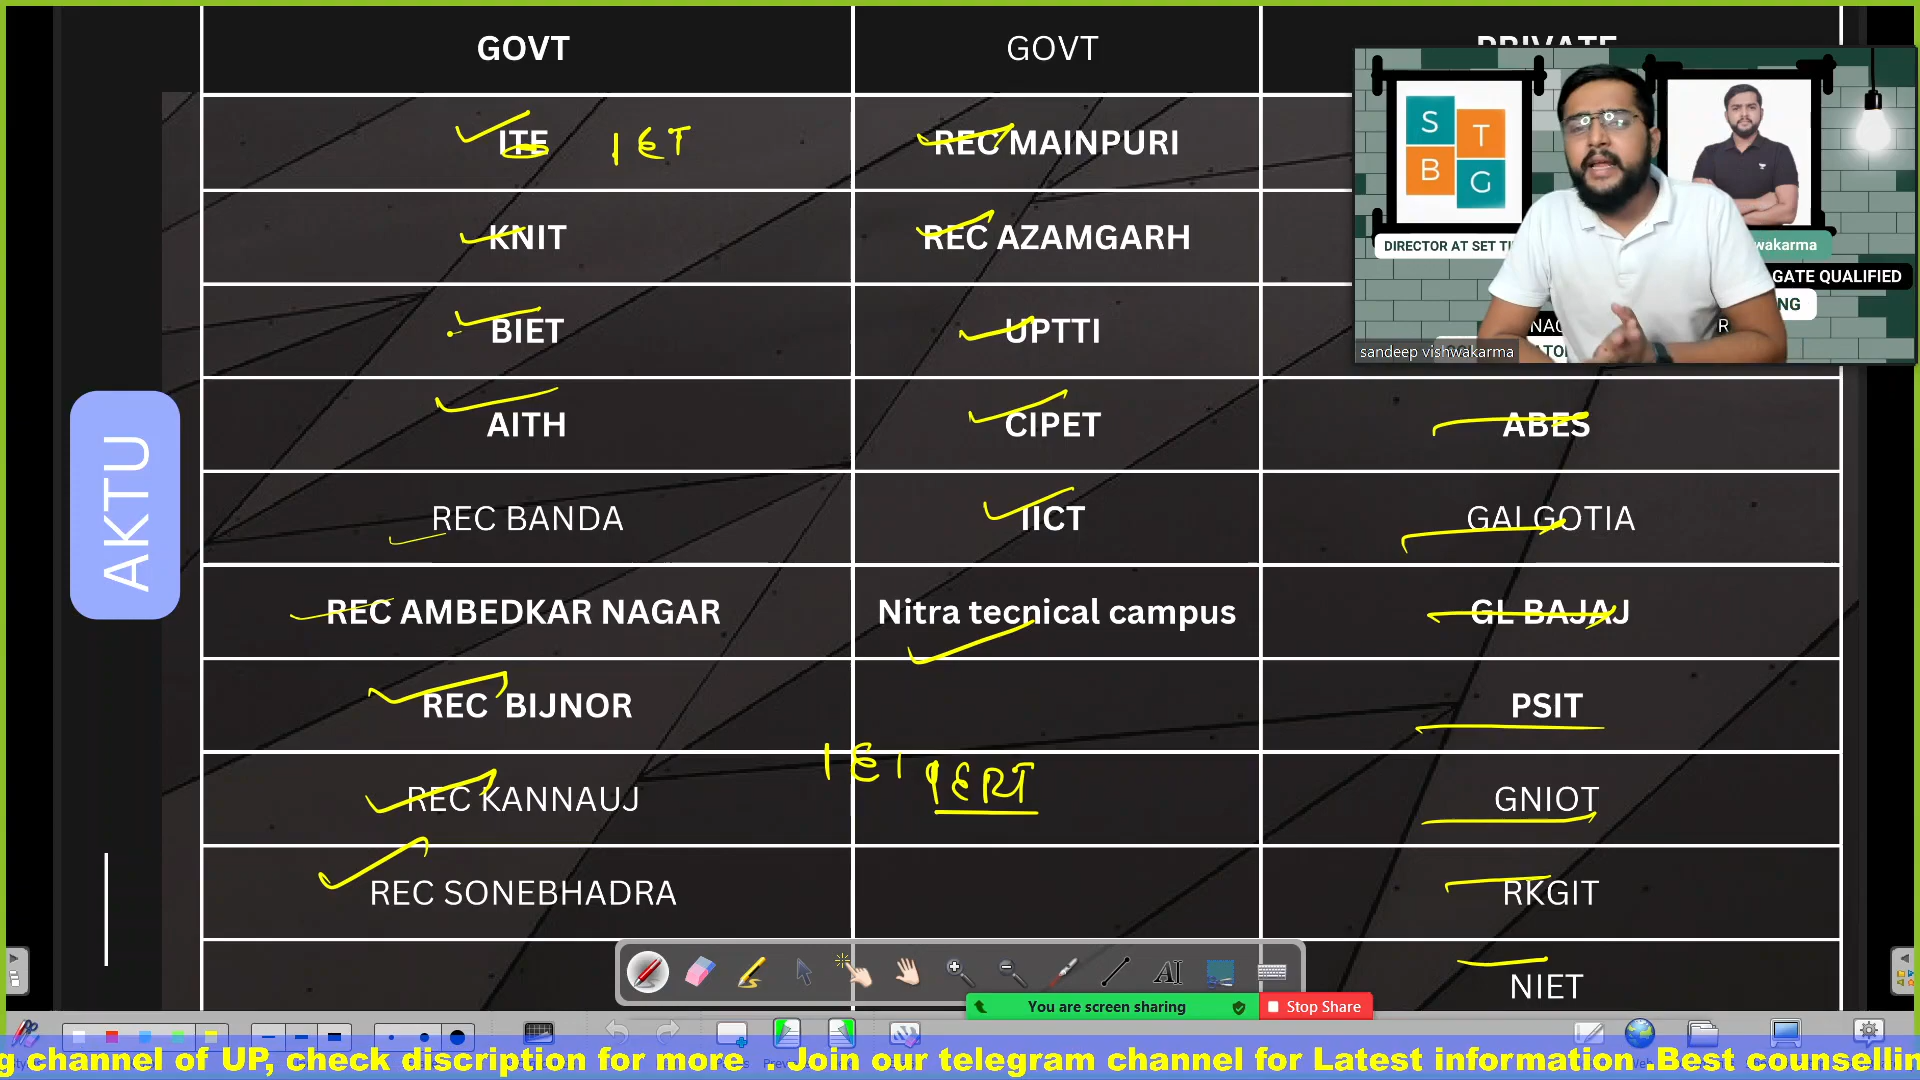 GOVT GOVT PRIVATE
ITE IET REC MAINPURI
KNIT REC AZAMGARH
BIET UPTTI
AITH CIPET ABES
REC BANDA IICT GALGOTIA
REC AMBEDKAR NAGAR Nitra tecnical campus GL BAJAJ
REC BIJNOR PSIT
REC KANNAUJ IERT GNIOT
REC SONEBHADRA RKGIT
NIET
AKTU
S T
B G
DIRECTOR AT SET
wakarma
GATE QUALIFIED
NG
sandeep vishwakarma
You are screen sharing Stop Share
g channel of UP, check discription for more . Join our telegram channel for Latest information.Best counsellin